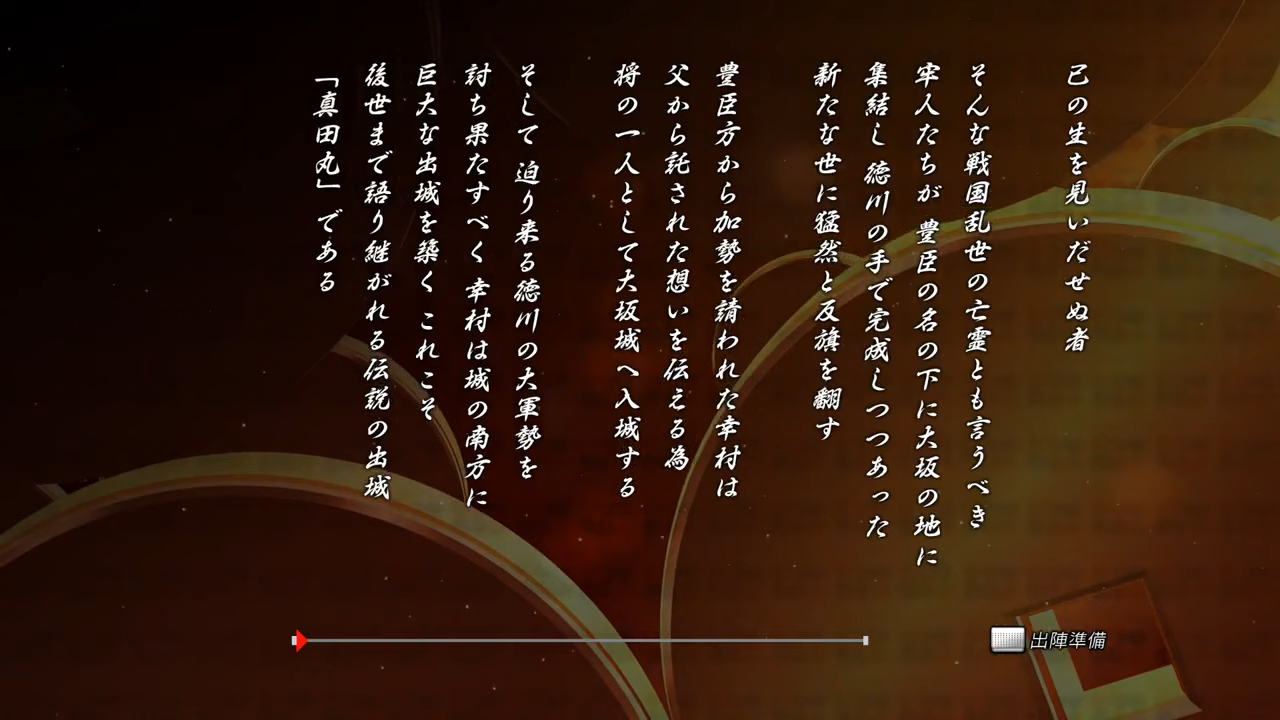 己の生を見いだせぬ者
そんな戦国乱世の亡霊とも言うべき
牢人たちが 豊臣の名の下に大坂の地に
集結し 徳川の手で完成しつつあった
新たな世に猛然と反旗を翻す
豊臣方から加勢を請われた幸村は
父から託された想いを伝える為
将の一人として大坂城へ入城する
そして 迫り来る徳川の大軍勢を
討ち果たすべく 幸村は城の南方に
巨大な出城を築く これこそ
後世まで語り継がれる伝説の出城
「真田丸」である
出陣準備